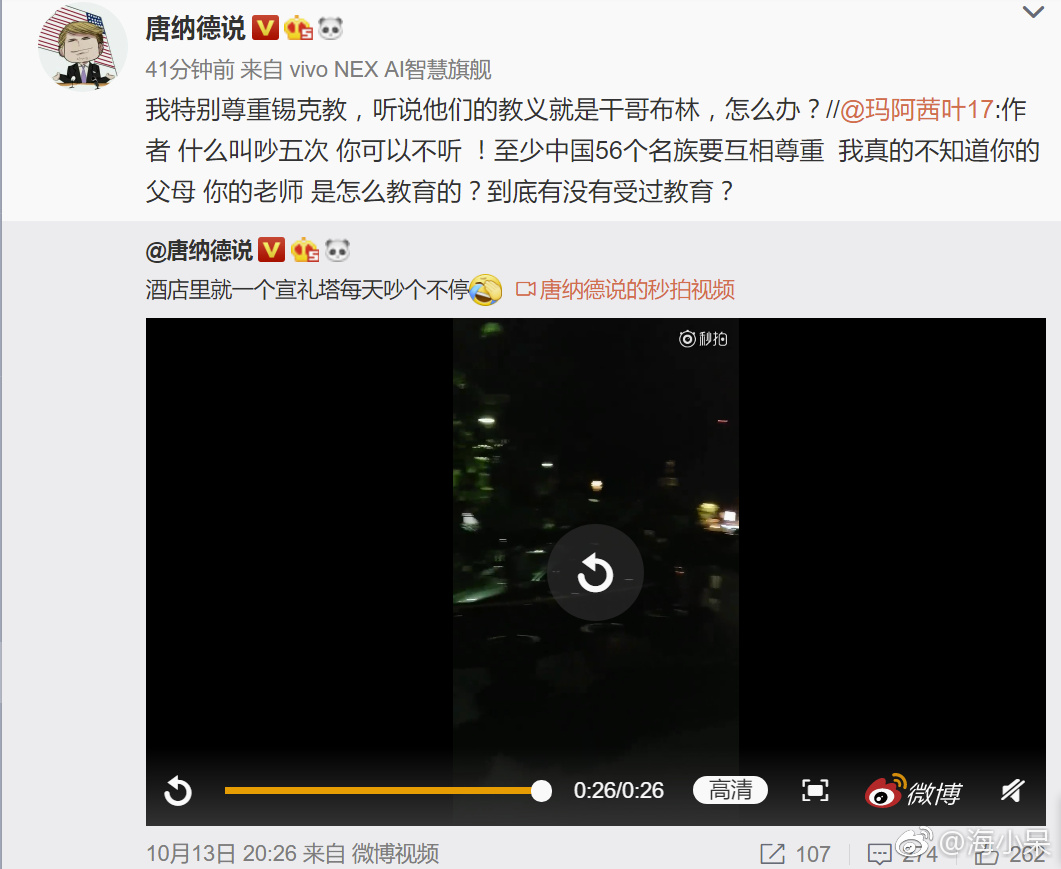 唐纳德说
41分钟前 来自 vivo NEX AI智慧旗舰
我特别尊重锡克教，听说他们的教义就是干哥布林，怎么办？//@玛阿茜叶17:作
者 什么叫吵五次 你可以不听 ！至少中国56个名族要互相尊重 我真的不知道你的
父母 你的老师 是怎么教育的？到底有没有受过教育？
@唐纳德说
酒店里就一个宣礼塔每天吵个不停 唐纳德说的秒拍视频
秒拍
0:26/0:26 高清 微博
10月13日 20:26 来自 微博视频 107 274 262
@海小呆